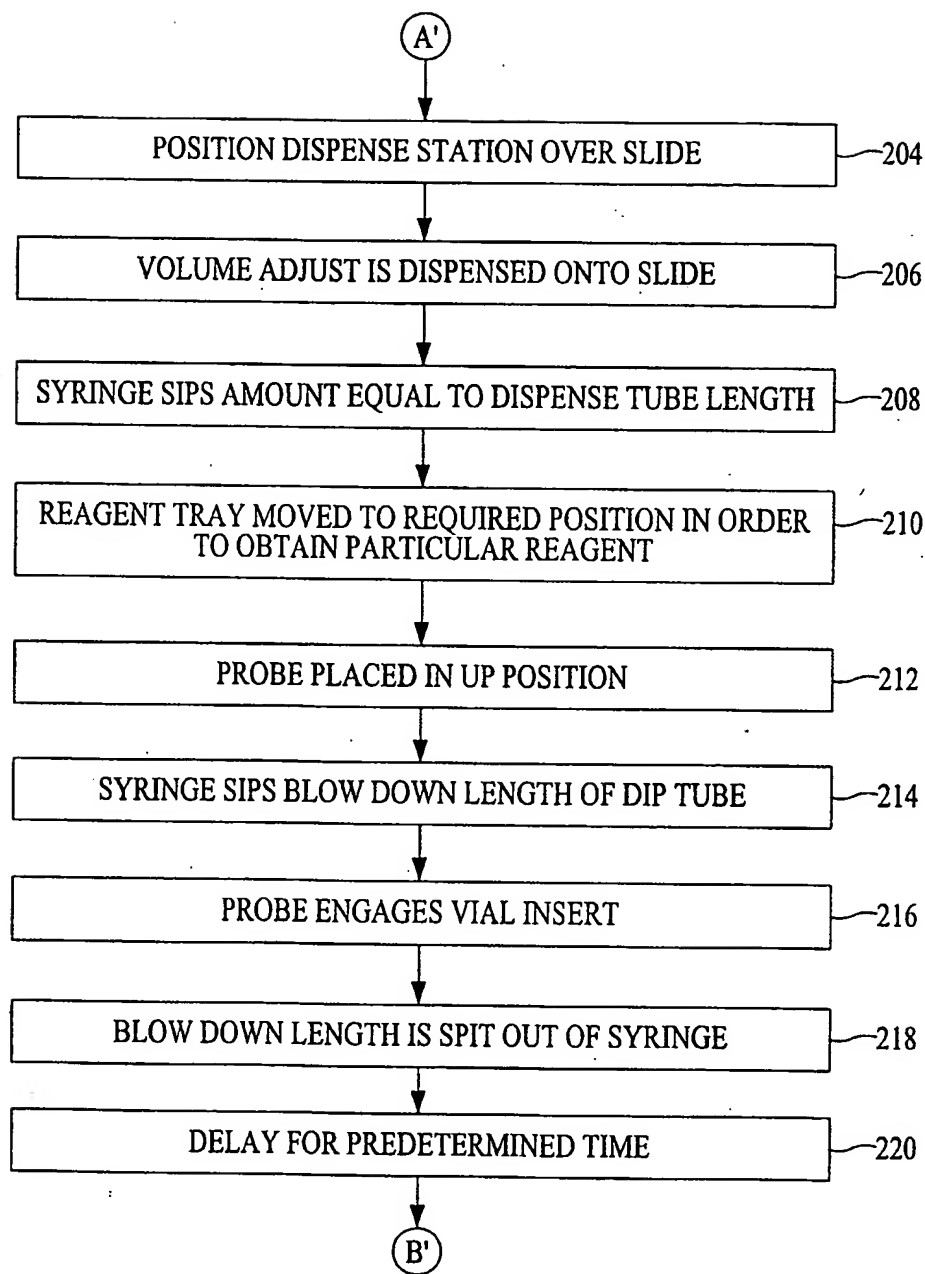 A'
POSITION DISPENSE STATION OVER SLIDE
204
VOLUME ADJUST IS DISPENSED ONTO SLIDE
206
SYRINGE SIPS AMOUNT EQUAL TO DISPENSE TUBE LENGTH
208
REAGENT TRAY MOVED TO REQUIRED POSITION IN ORDER
TO OBTAIN PARTICULAR REAGENT
210
PROBE PLACED IN UP POSITION
212
SYRINGE SIPS BLOW DOWN LENGTH OF DIP TUBE
214
PROBE ENGAGES VIAL INSERT
216
BLOW DOWN LENGTH IS SPIT OUT OF SYRINGE
218
DELAY FOR PREDETERMINED TIME
220
B'